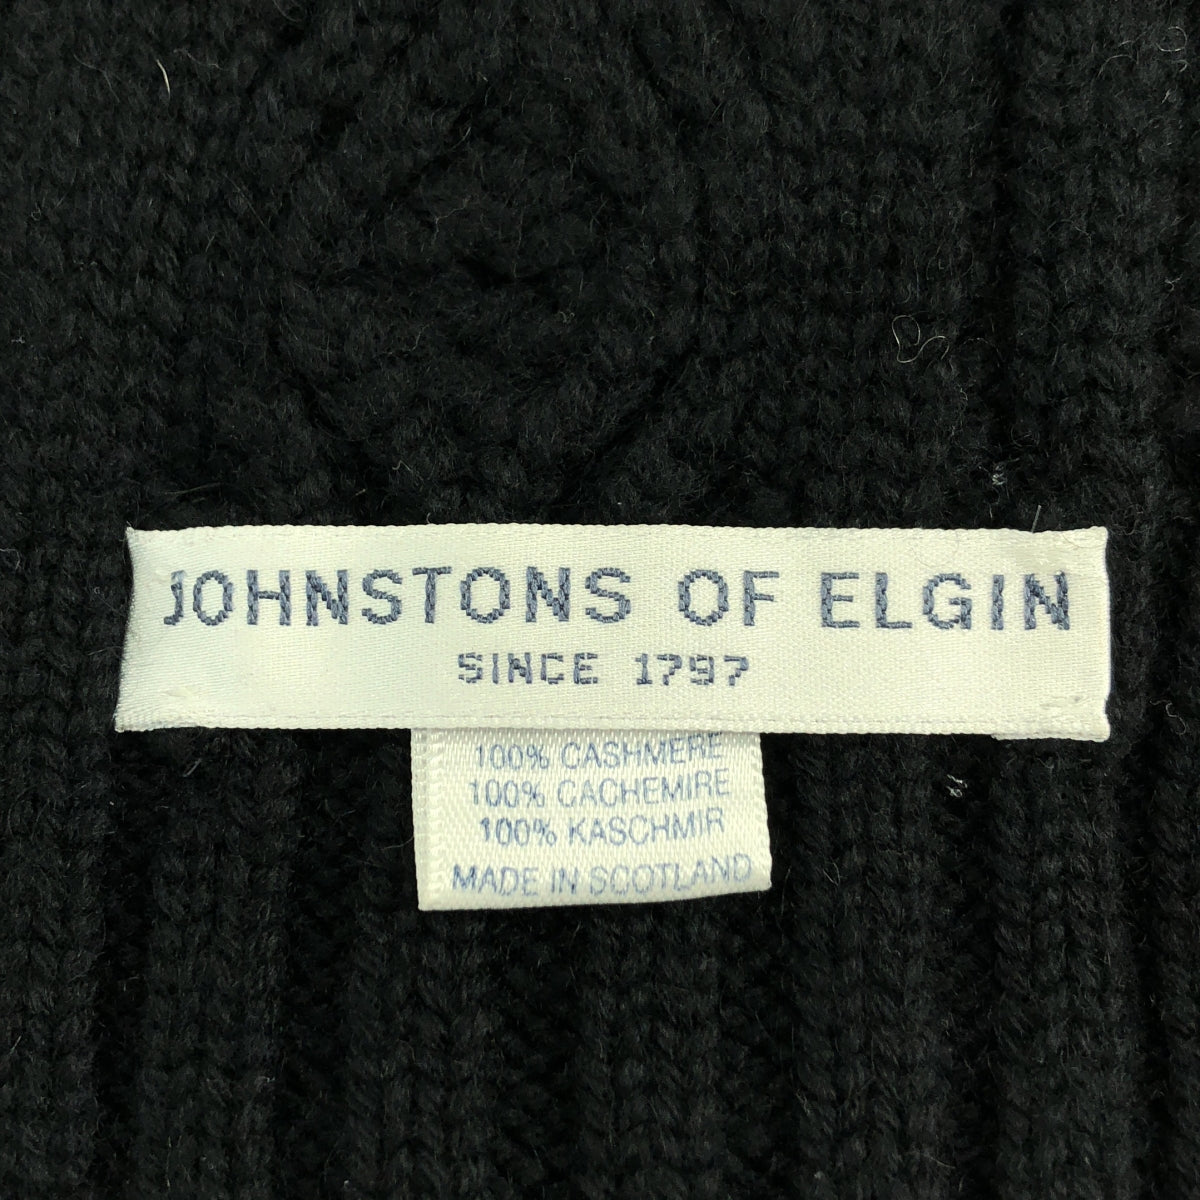 JOHNSTONS OF ELGIN
SINCE 1797
100% CASHMERE
100% CACHEMIRE
100% KASCHMIR
MADE IN SCOTLAND